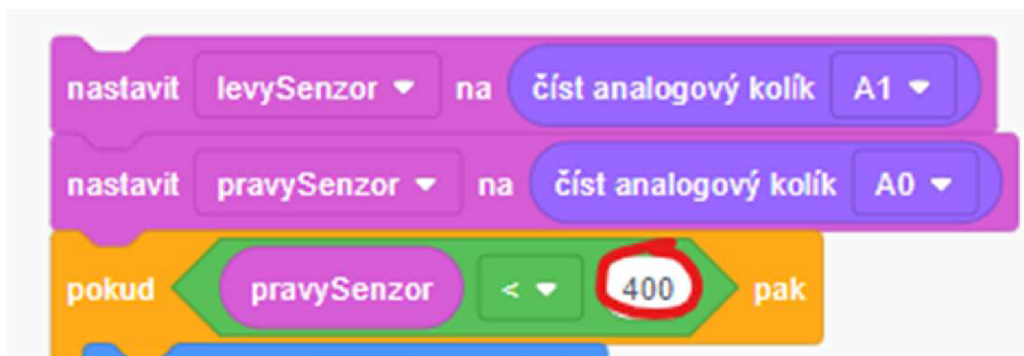 nastavit levySenzor na číst analogový kolík A1
nastavit pravySenzor na číst analogový kolík A0
pokud pravySenzor < 400 pak